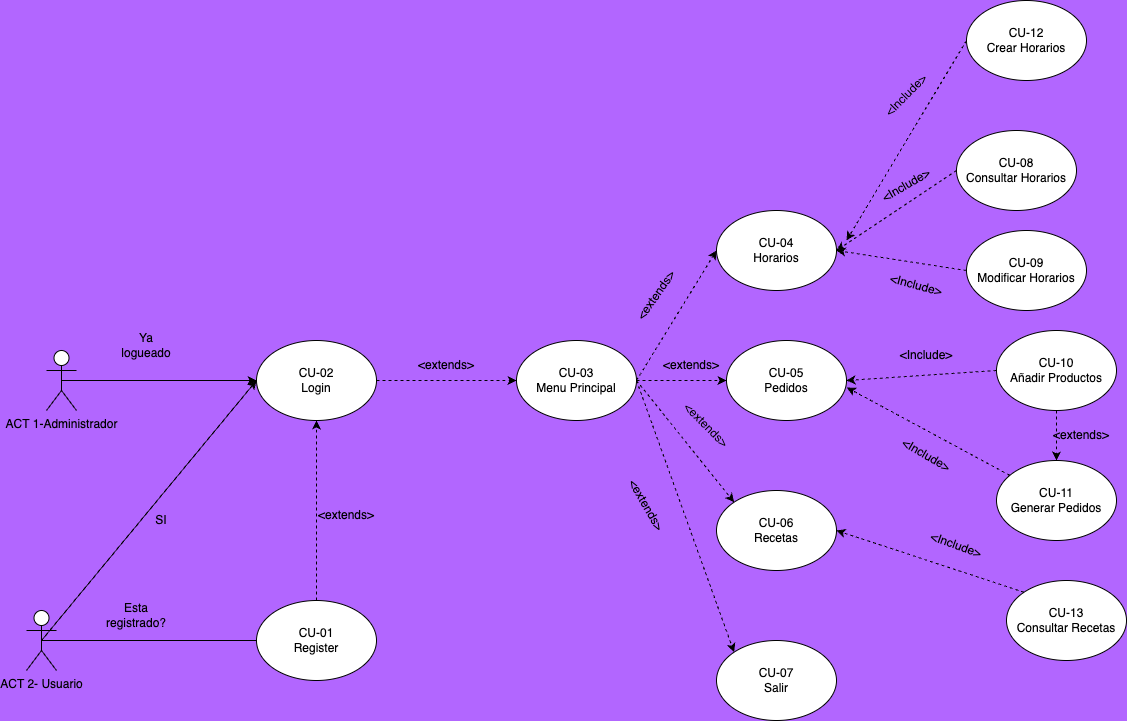 CU-12
Crear Horarios
<Include>
CU-08
Consultar Horarios
<Include>
CU-04
Horarios
CU-09
Modificar Horarios
<Include>
<extends>
Ya
logueado
ACT 1-Administrador
CU-02
Login
<extends>
CU-03
Menu Principal
<extends>
CU-05
Pedidos
<Include>
CU-10
Añadir Productos
<extends>
<extends>
<Include>
CU-11
Generar Pedidos
<extends>
SI
<extends>
CU-06
Recetas
<Include>
Esta
registrado?
CU-01
Register
ACT 2- Usuario
CU-13
Consultar Recetas
CU-07
Salir